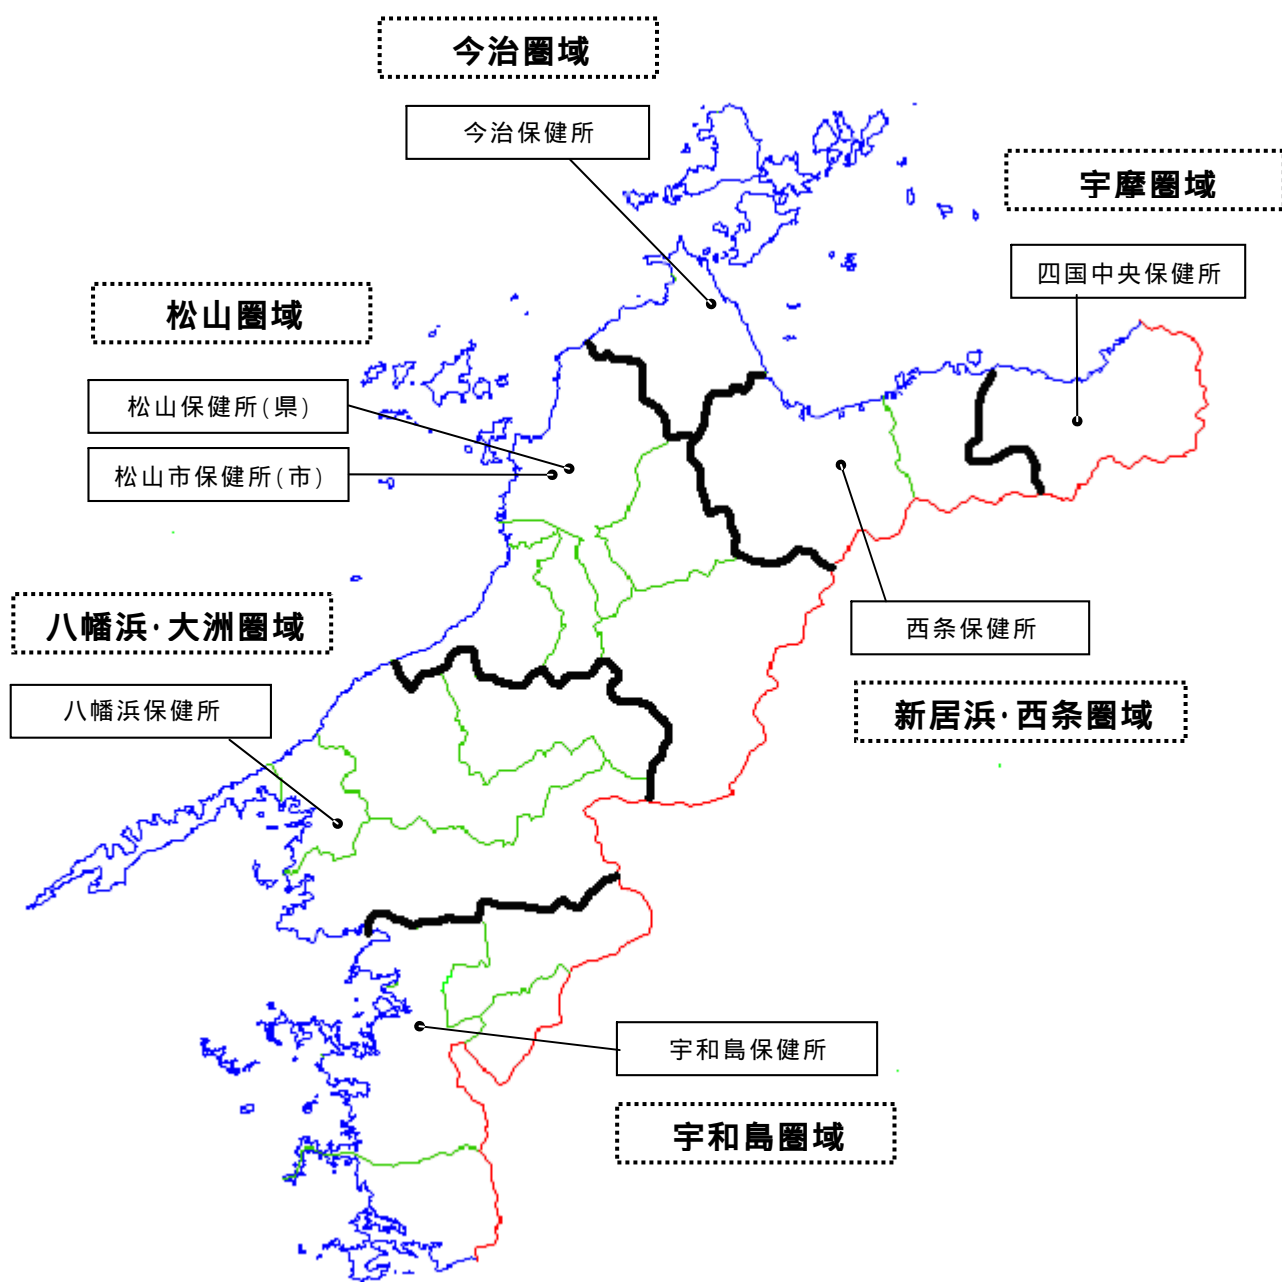 今治圏域
今治保健所
宇摩圏域
四国中央保健所
松山圏域
松山保健所(県)
松山市保健所(市)
八幡浜･大洲圏域
八幡浜保健所
西条保健所
新居浜･西条圏域
宇和島保健所
宇和島圏域